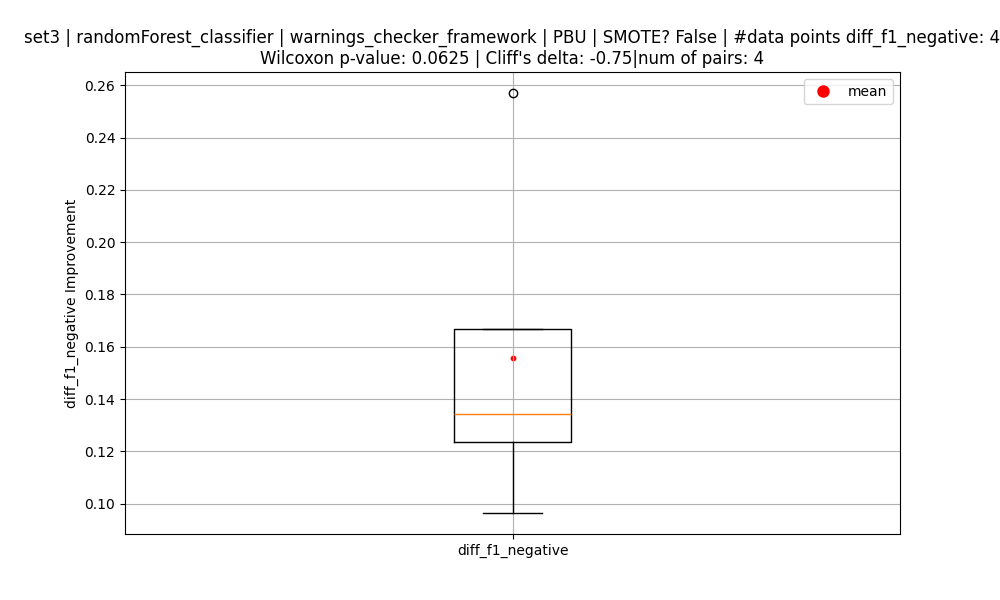 set3 | randomForest_classifier | warnings_checker_framework | PBU | SMOTE? False | #data points diff_f1_negative: 4
Wilcoxon p-value: 0.0625 | Cliff's delta: -0.75|num of pairs: 4
mean
0.26
0.24
0.22
0.20
0.18
0.16
0.14
0.12
0.10
diff_f1_negative Improvement
diff_f1_negative